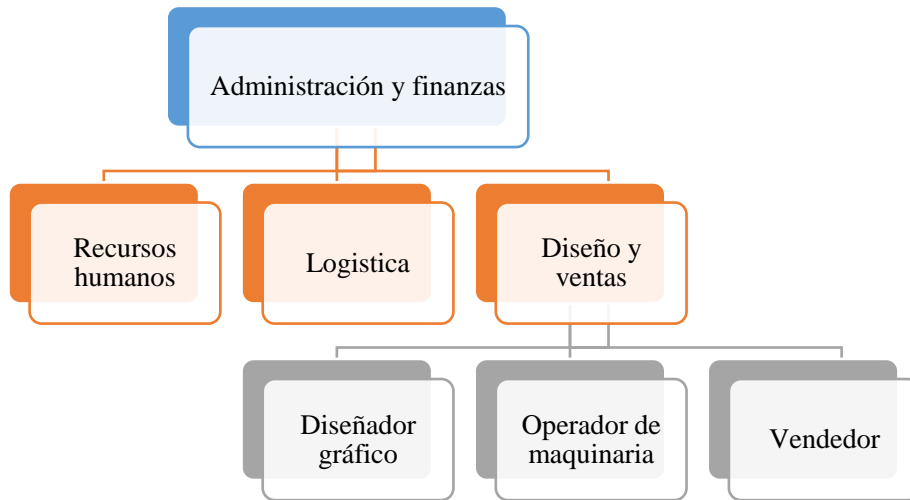 Administración y finanzas
Recursos
humanos
Logistica
Diseño y
ventas
Diseñador
gráfico
Operador de
maquinaria
Vendedor